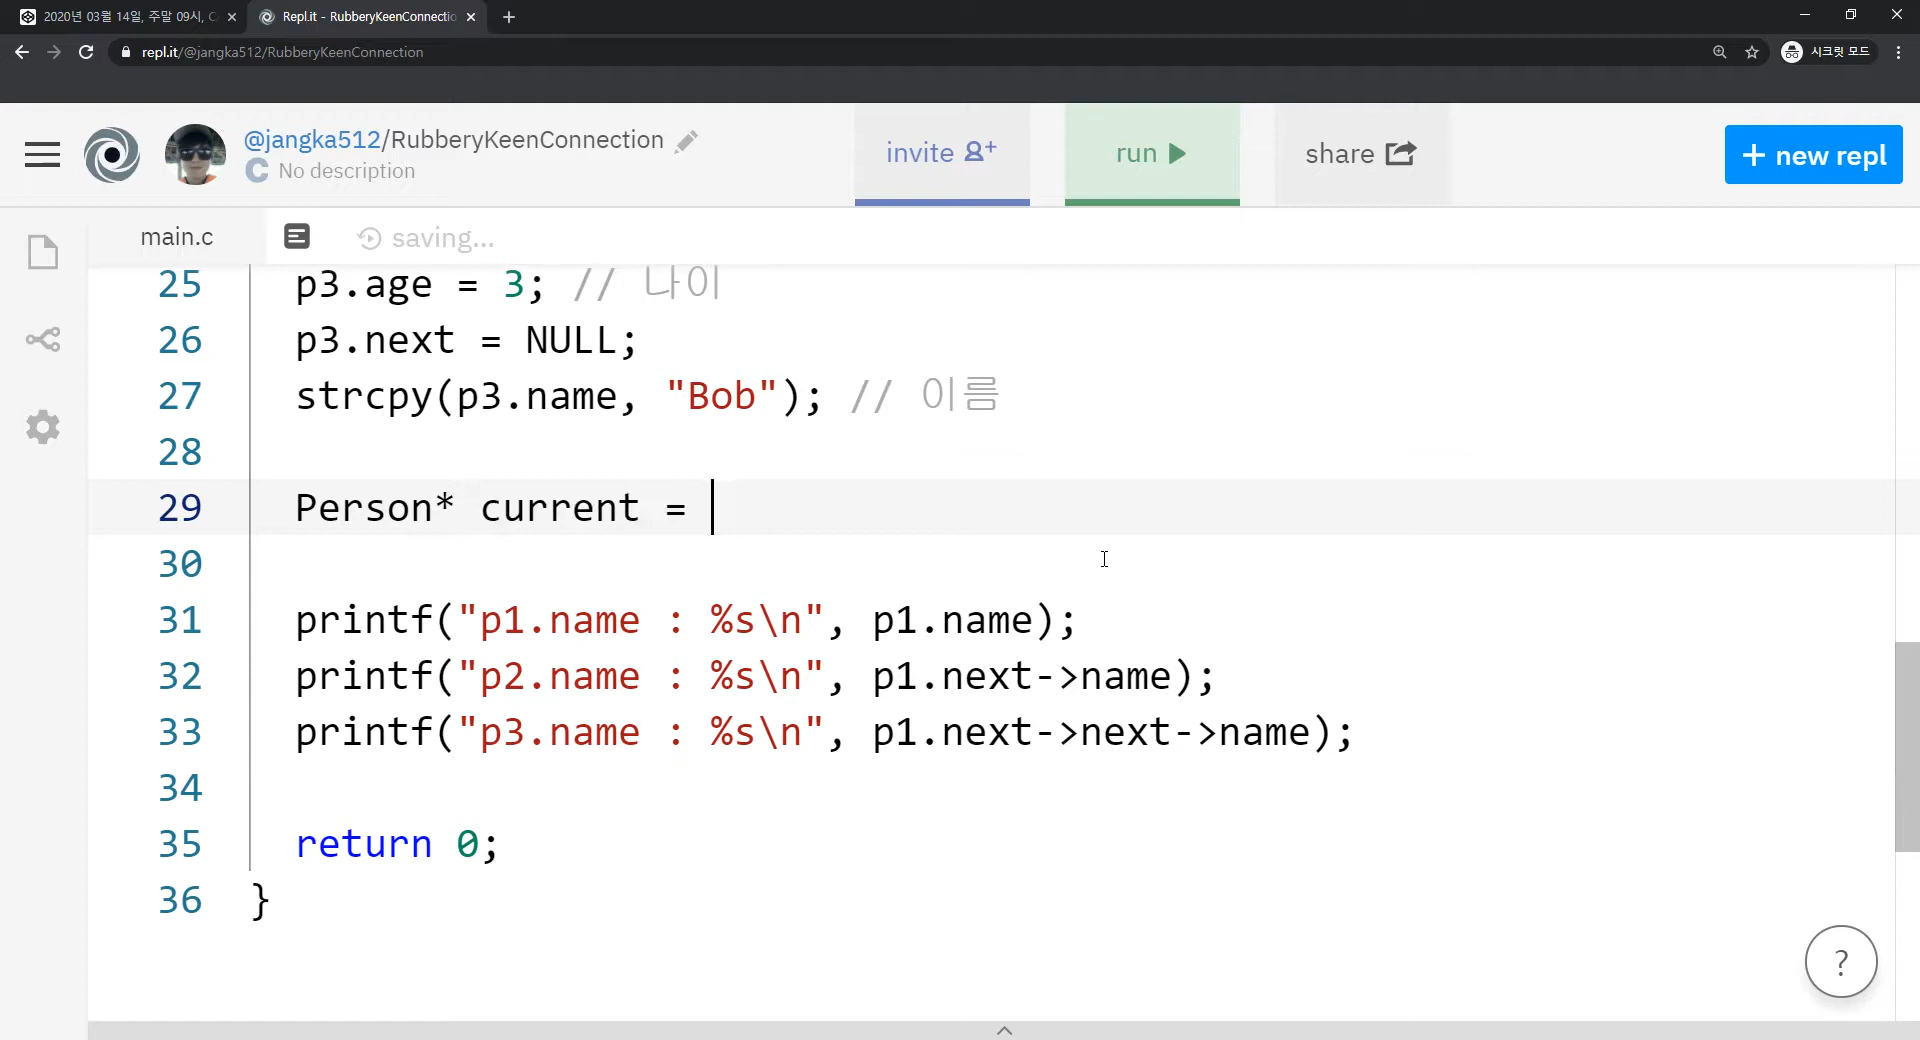 2020년 03월 14일, 주말 09시, C
Repl.it - RubberyKeenConnectio
repl.it/@jangka512/RubberyKeenConnection
시크릿 모드
@jangka512/RubberyKeenConnection
C No description
invite
run
share
+ new repl
main.c
saving...
25 p3.age = 3; // 나이
26 p3.next = NULL;
27 strcpy(p3.name, "Bob"); // 이름
28
29 Person* current =
30
31 printf("p1.name : %s\n", p1.name);
32 printf("p2.name : %s\n", p1.next->name);
33 printf("p3.name : %s\n", p1.next->next->name);
34
35 return 0;
36 }
?